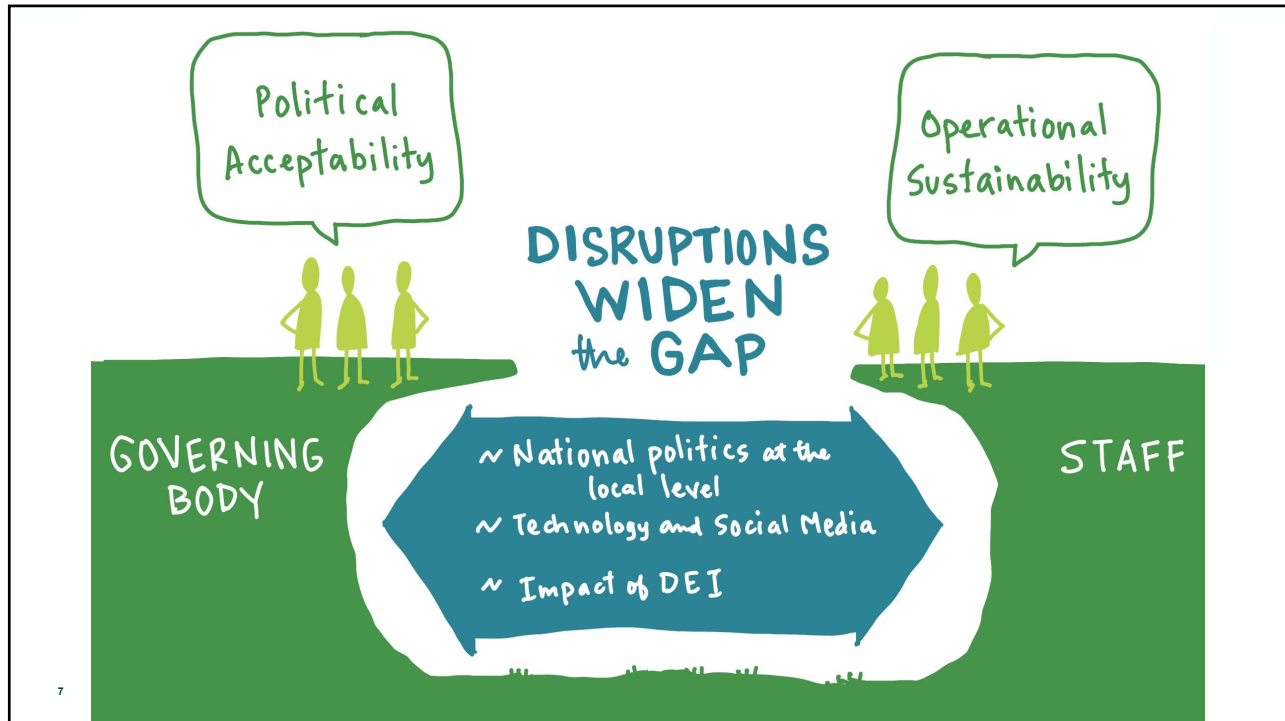 Political
Acceptability
Operational
Sustainability
DISRUPTIONS
WIDEN
the GAP
GOVERNING
BODY
~ National politics at the
local level
~ Technology and Social Media
~ Impact of DEI
STAFF
7